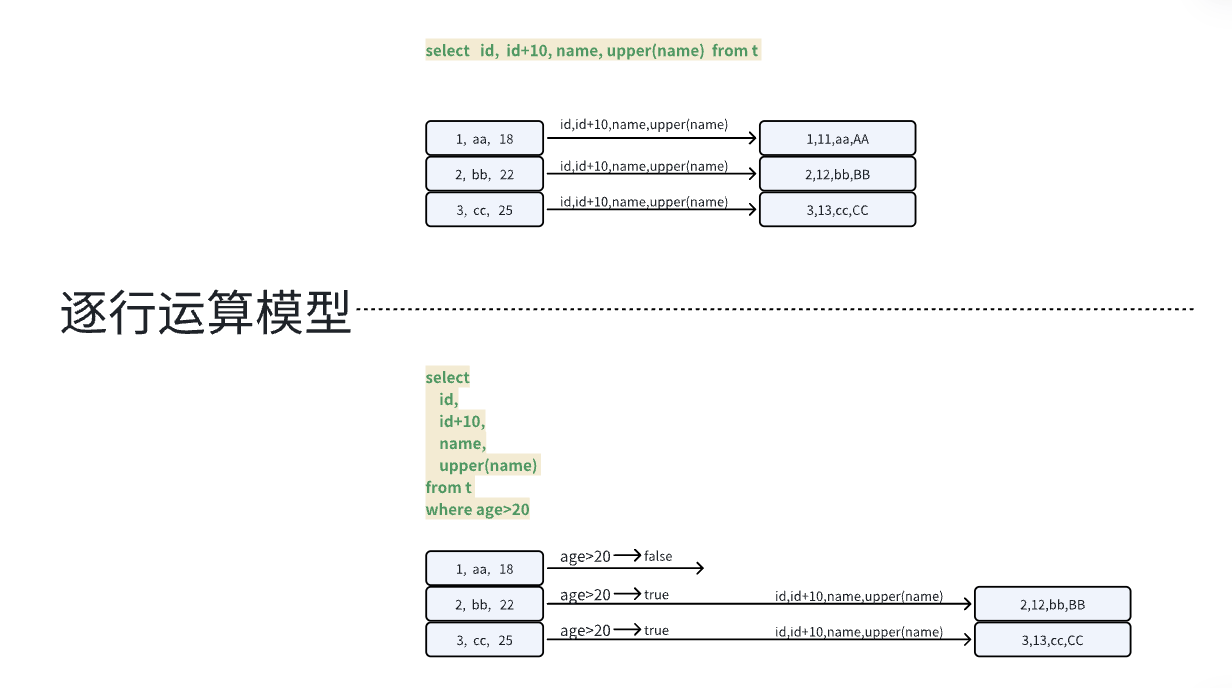 select id, id+10, name, upper(name) from t
id,id+10,name,upper(name)
1, aa, 18
1,11,aa,AA
id,id+10,name,upper(name)
2, bb, 22
2,12,bb,BB
id,id+10,name,upper(name)
3, cc, 25
3,13,cc,CC
逐行运算模型
select
id,
id+10,
name,
upper(name)
from t
where age>20
age>20
false
1, aa, 18
age>20
true
id,id+10,name,upper(name)
2, bb, 22
2,12,bb,BB
age>20
true
id,id+10,name,upper(name)
3, cc, 25
3,13,cc,CC